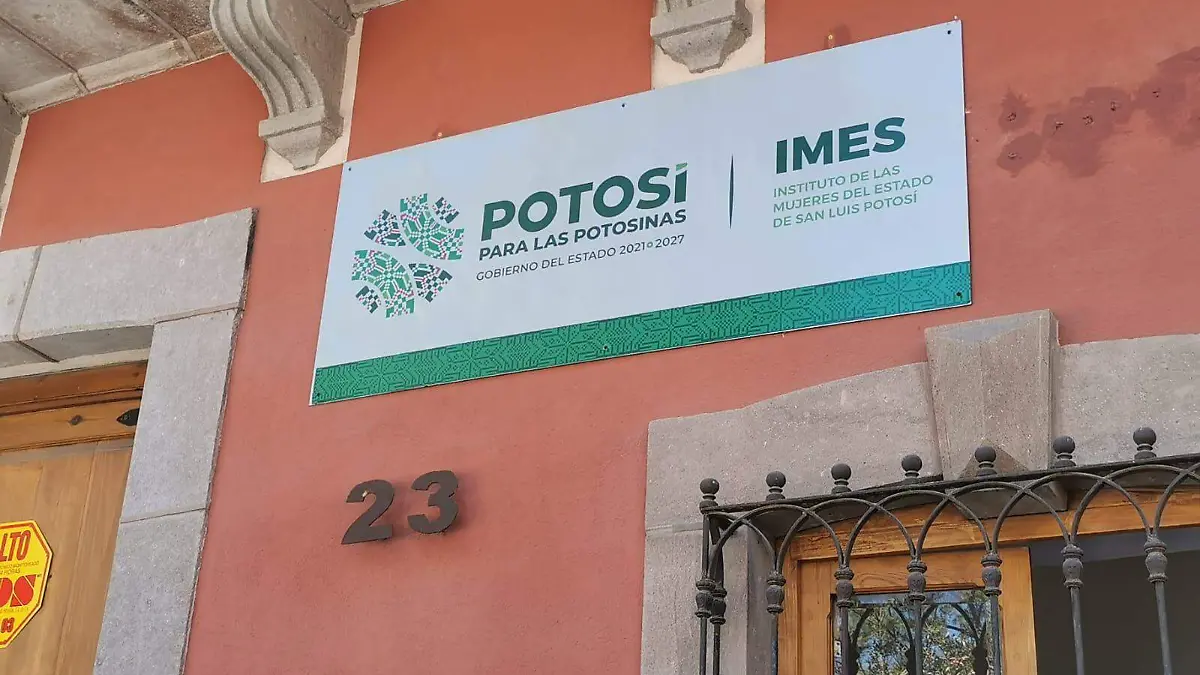 POTOSÍ
PARA LAS POTOSINAS
GOBIERNO DEL ESTADO 2021 2027
IMES
INSTITUTO DE LAS
MUJERES DEL ESTADO
DE SAN LUIS POTOSÍ
23
LTO